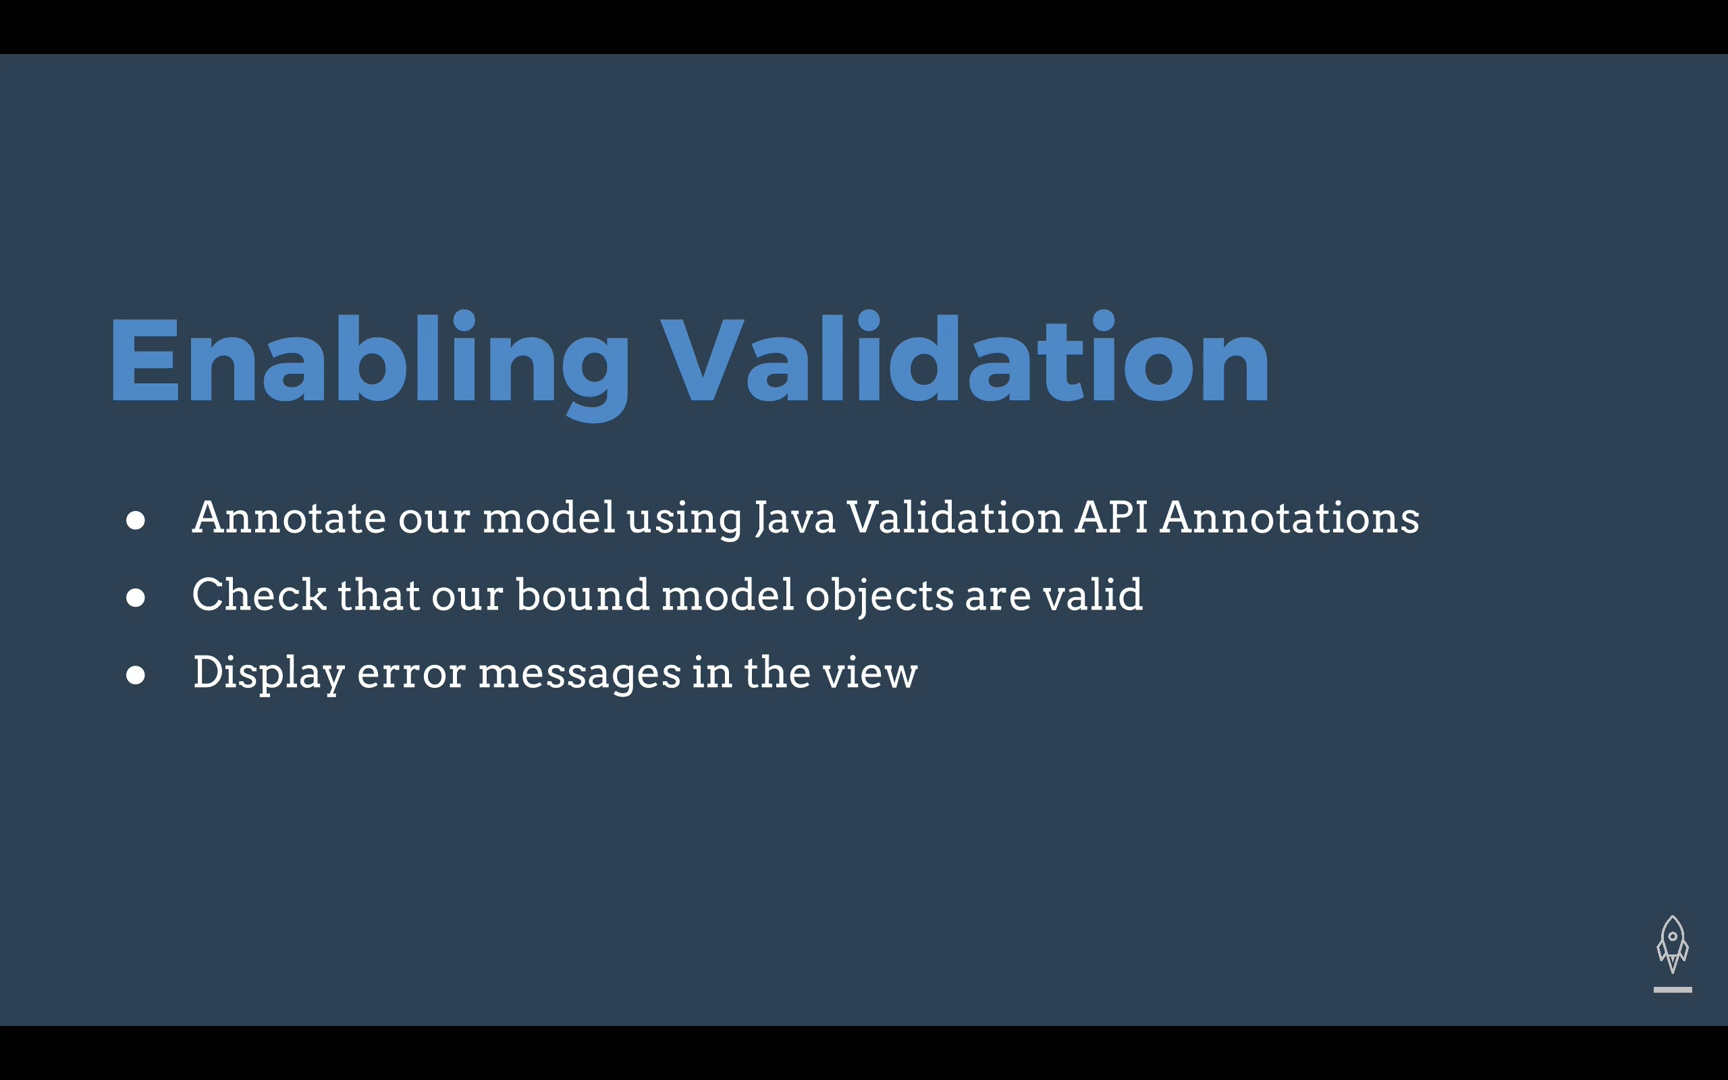 Enabling Validation
● Annotate our model using Java Validation API Annotations
● Check that our bound model objects are valid
● Display error messages in the view